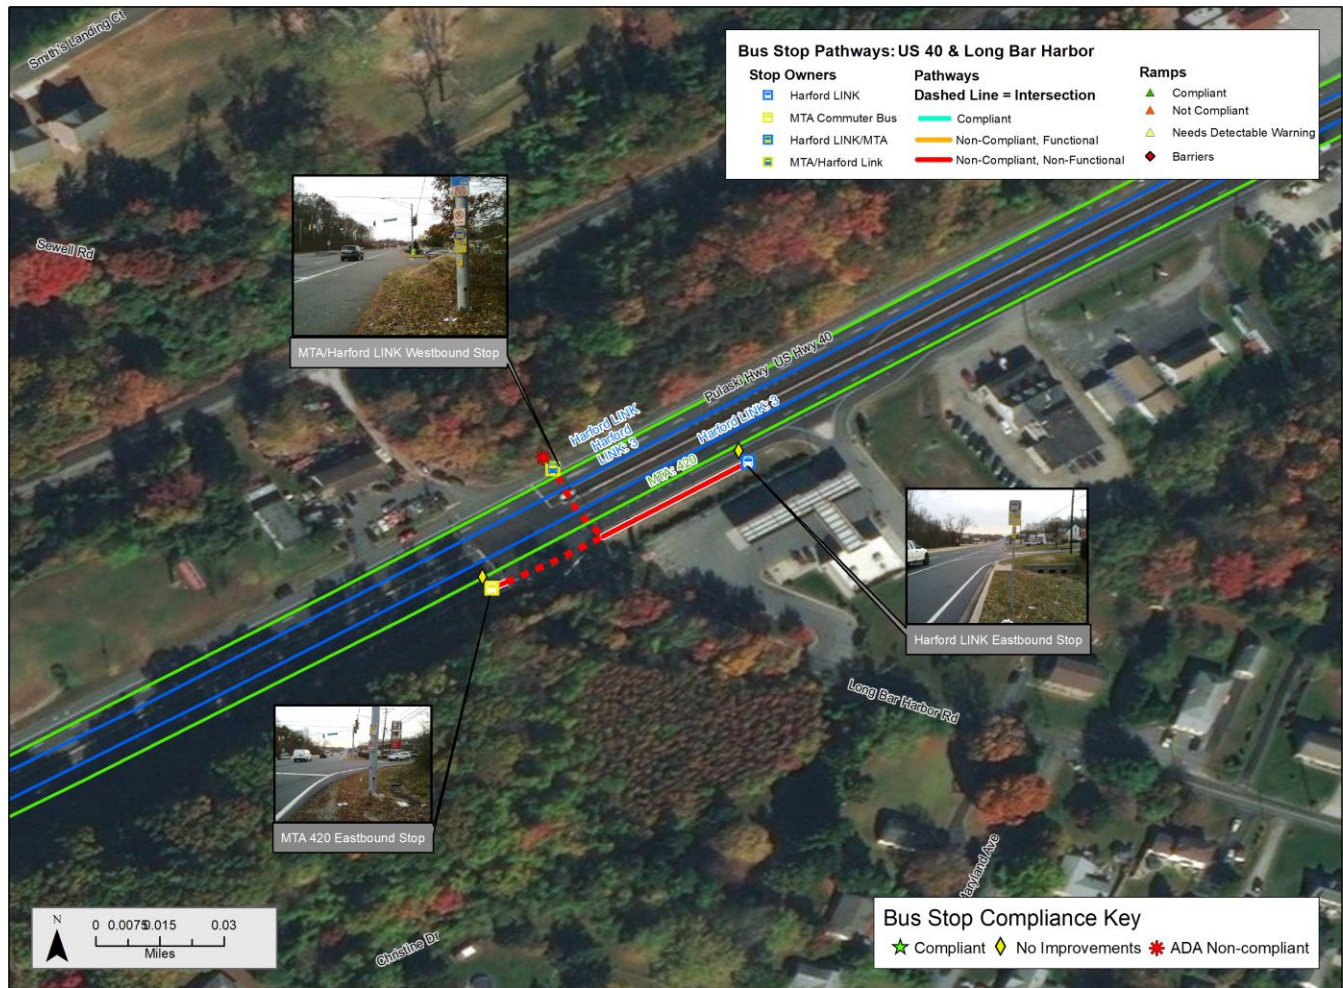 Smith's Landing Ct
Bus Stop Pathways: US 40 & Long Bar Harbor
Stop Owners
Harford LINK
MTA Commuter Bus
Harford LINK/MTA
MTA/Harford Link
Pathways
Dashed Line = Intersection
Compliant
Non-Compliant, Functional
Non-Compliant, Non-Functional
Ramps
Compliant
Not Compliant
Needs Detectable Warning
Barriers
Sewell Rd
MTA/Harford LINK Westbound Stop
Pulaski Hwy US Hwy 40
Harford LINK
Harford
LINK: 3
Harford LINK: 3
MTA: 420
Harford LINK Eastbound Stop
Long Bar Harbor Rd
MTA 420 Eastbound Stop
Maryland Ave
Christine Dr
N
0 0.0075 0.015 0.03
Miles
Bus Stop Compliance Key
Compliant
No Improvements
ADA Non-compliant